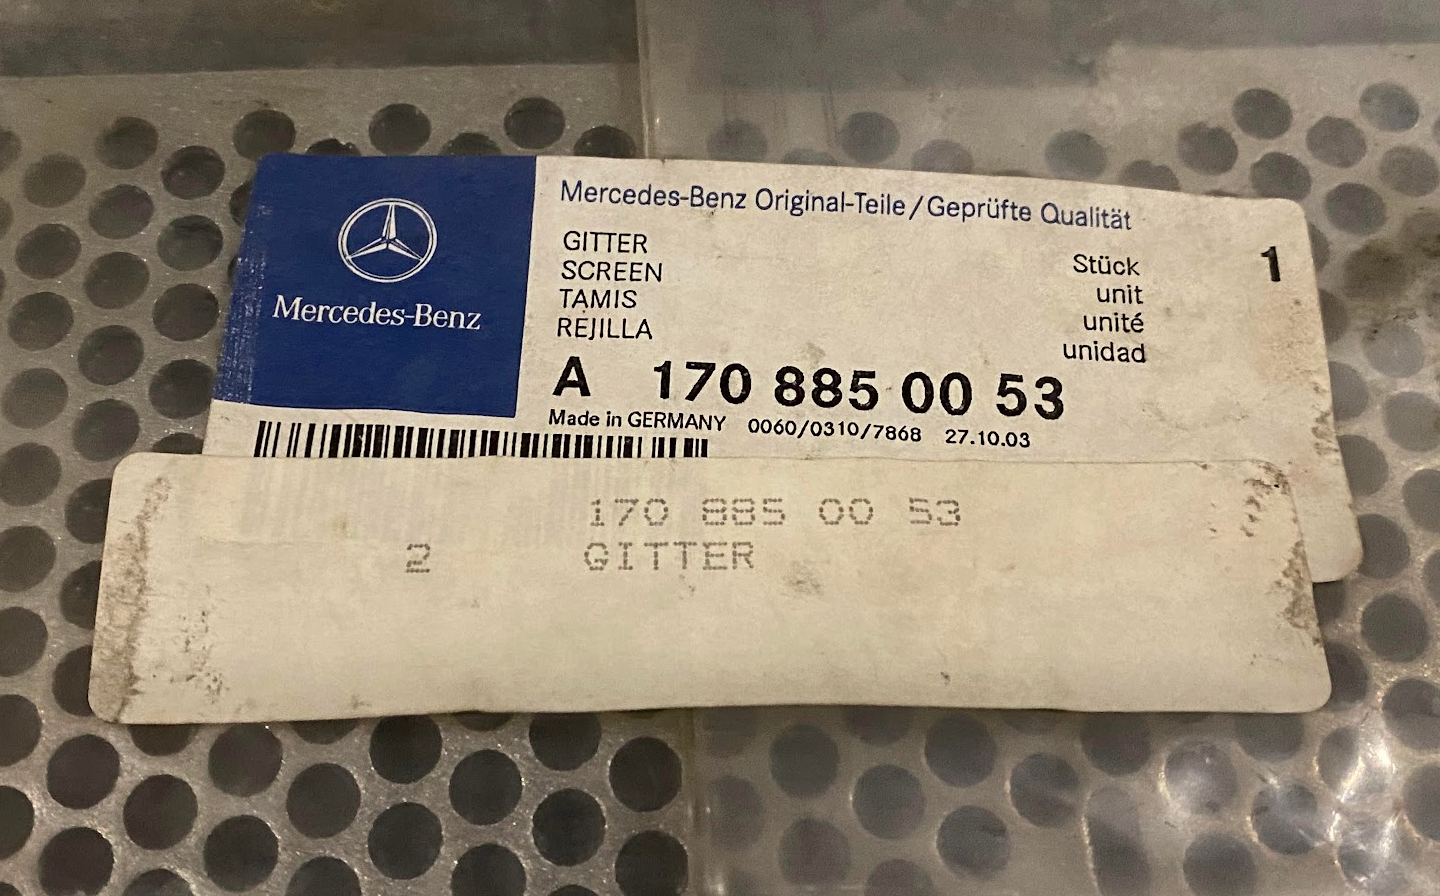 Mercedes-Benz
Mercedes-Benz Original-Teile/Geprüfte Qualität
GITTER
SCREEN
TAMIS
REJILLA
Stück
unit
unité
unidad
1
A 170 885 00 53
Made in GERMANY 0060/0310/7868 27.10.03
170 885 00 53
2 GITTER